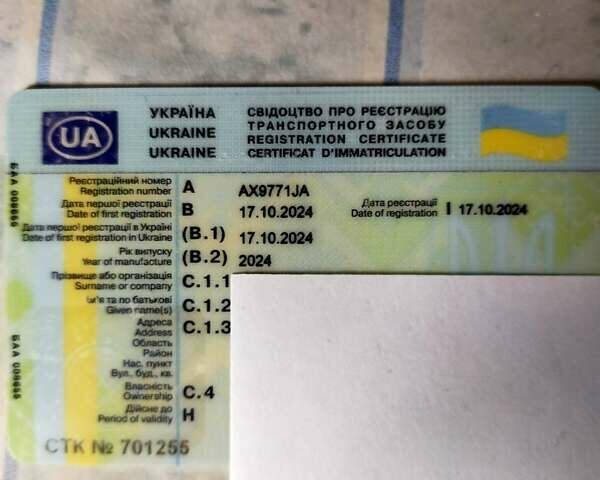 UA
УКРАЇНА
UKRAINE
UKRAINE
СВІДОЦТВО ПРО РЕЄСТРАЦІЮ
ТРАНСПОРТНОГО ЗАСОБУ
REGISTRATION CERTIFICATE
CERTIFICAT D'IMMATRICULATION
Реєстраційний номер
Registration number A AX9771JA
Дата першої реєстрації
Date of first registration B 17.10.2024
Дата реєстрації
Date of registration I 17.10.2024
Дата першої реєстрації в Україні
Date of first registration in Ukraine (B.1) 17.10.2024
Рік випуску
Year of manufacture (B.2) 2024
Прізвище або організація
Surname or company C.1.1
Ім'я та по батькові
Given name(s) C.1.2
Адреса
Address C.1.3
Область
Район
Нас. пункт
Вул., буд., кв.
Власність
Ownership C.4
Дійсне до
Period of validity H
СТК № 701255